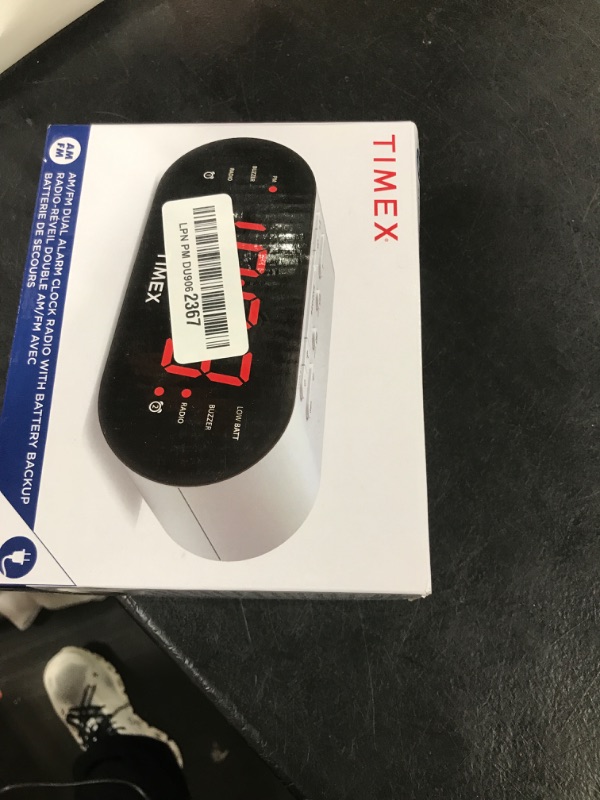 TIMEX
AM
FM
AM/FM DUAL ALARM CLOCK RADIO WITH BATTERY BACKUP
RADIO-RÉVEIL DOUBLE AM/FM AVEC
BATTERIE DE SECOURS
PM
BUZZER
RADIO
LPN PM DU906 2367
TIMEX
LOW BATT
BUZZER
RADIO
2